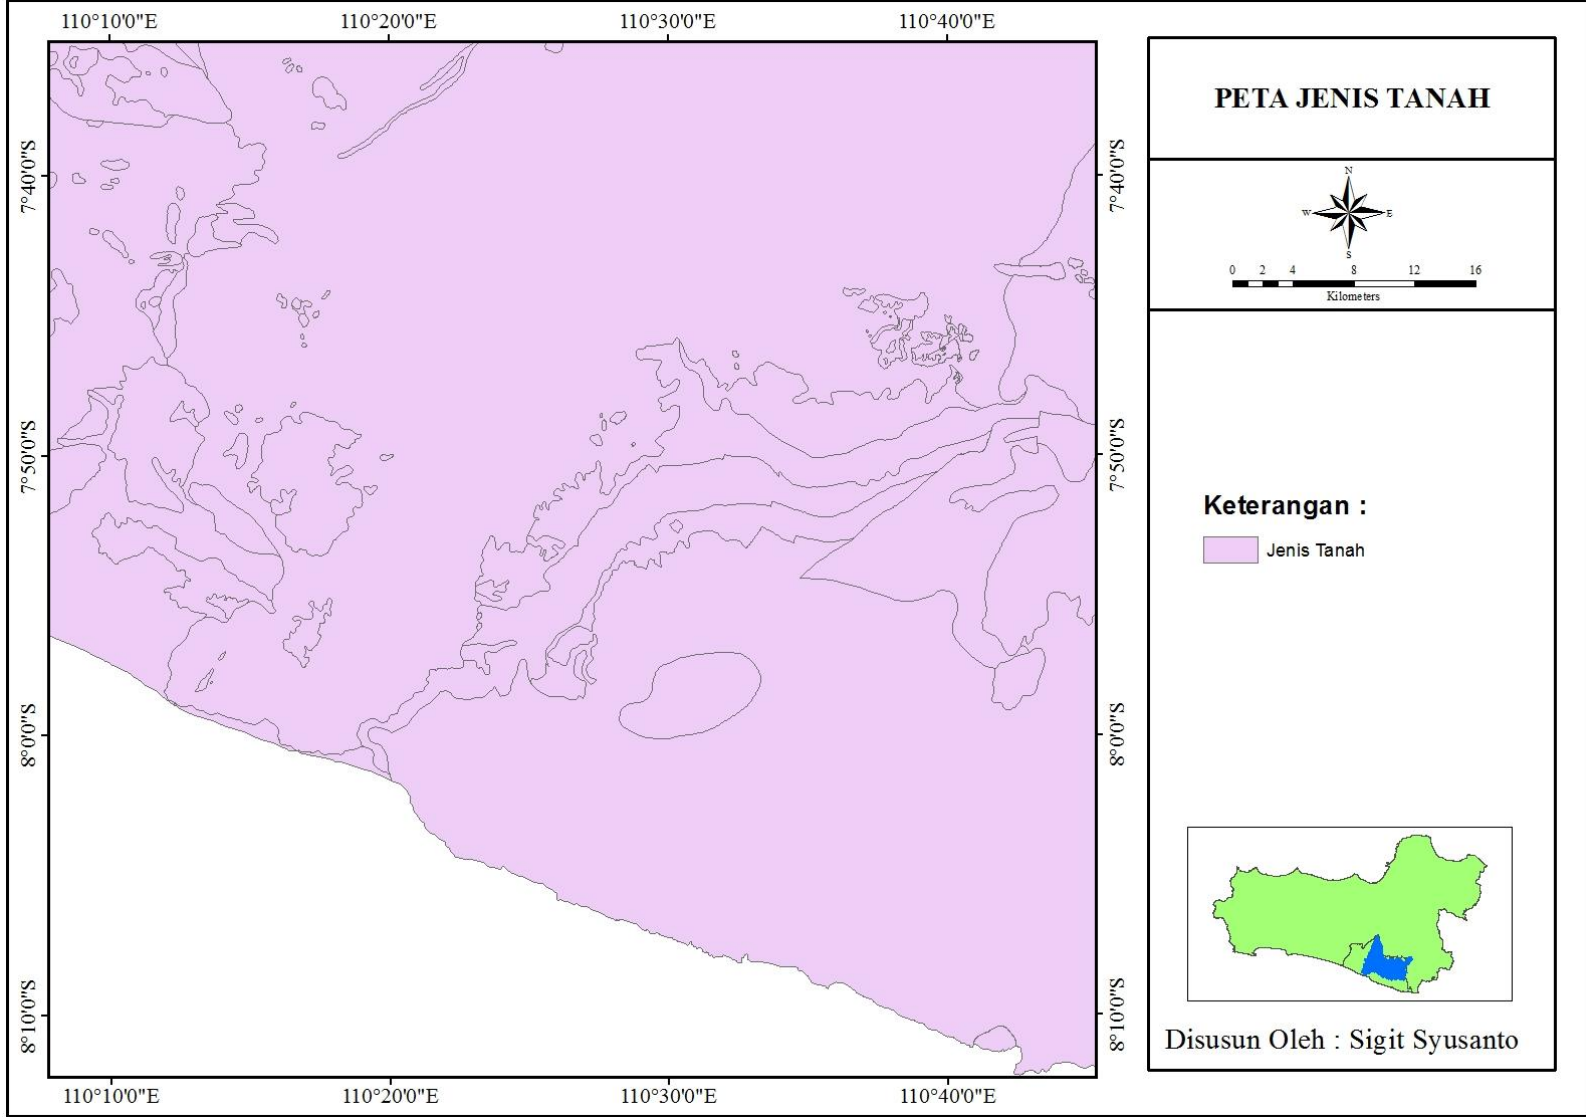 110°10'0"E 110°20'0"E 110°30'0"E 110°40'0"E
7°40'0"S 7°40'0"S
7°50'0"S 7°50'0"S
8°0'0"S 8°0'0"S
8°10'0"S 8°10'0"S
110°10'0"E 110°20'0"E 110°30'0"E 110°40'0"E
PETA JENIS TANAH
N
W E
S
0 2 4 8 12 16
Kilometers
Keterangan :
Jenis Tanah
Disusun Oleh : Sigit Syusanto